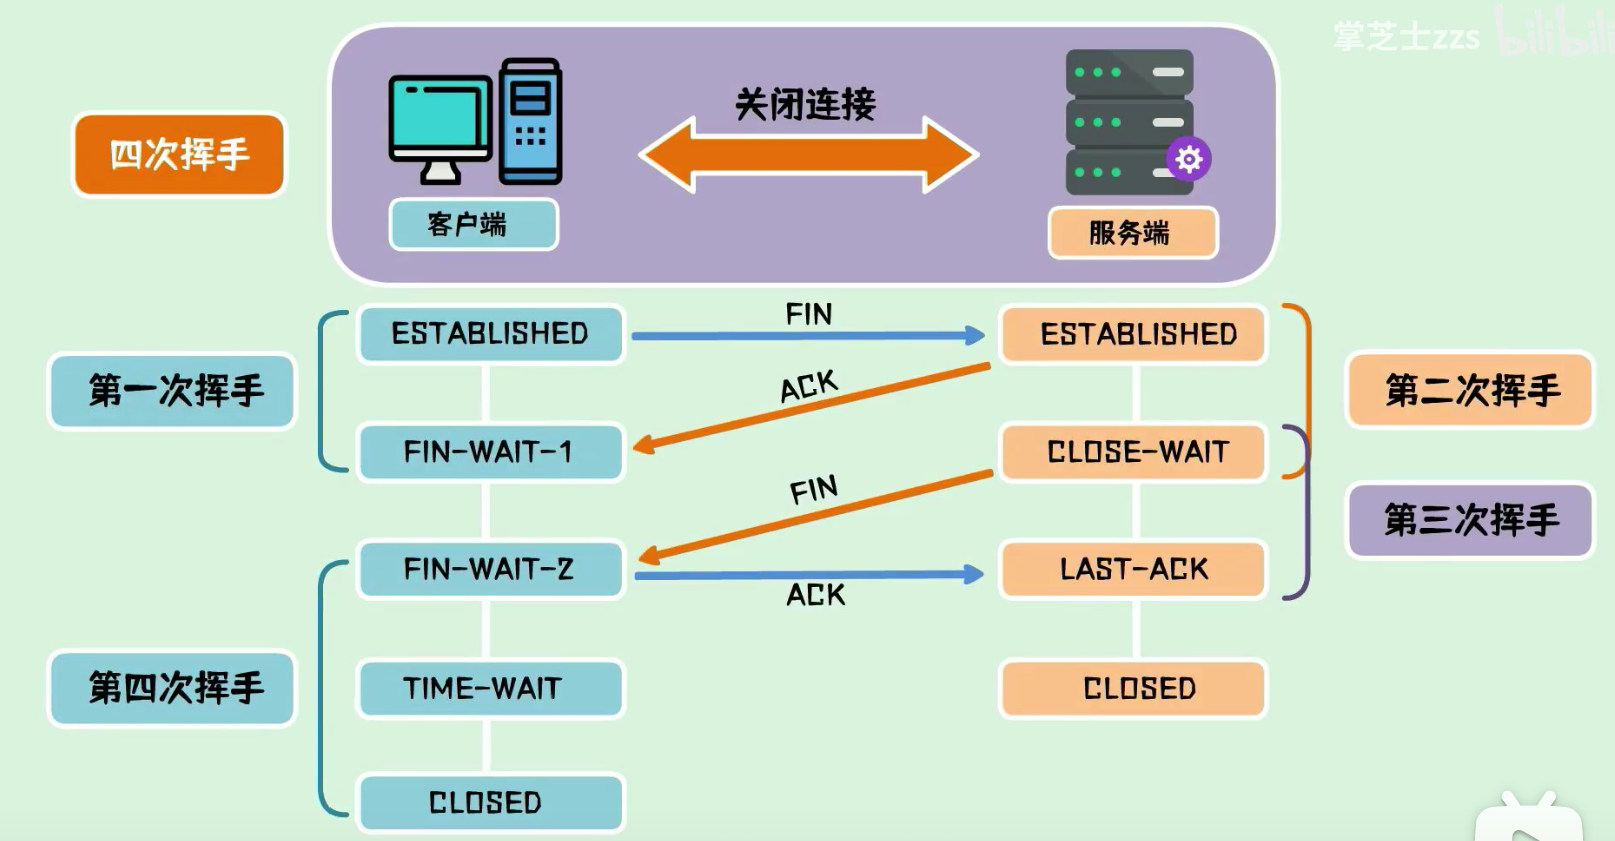 掌芝士zzs bilibili
关闭连接
四次挥手
客户端
服务端
FIN
ESTABLISHED
ESTABLISHED
第一次挥手
ACK
第二次挥手
FIN-WAIT-1
CLOSE-WAIT
FIN
第三次挥手
FIN-WAIT-2
LAST-ACK
ACK
第四次挥手
TIME-WAIT
CLOSED
CLOSED